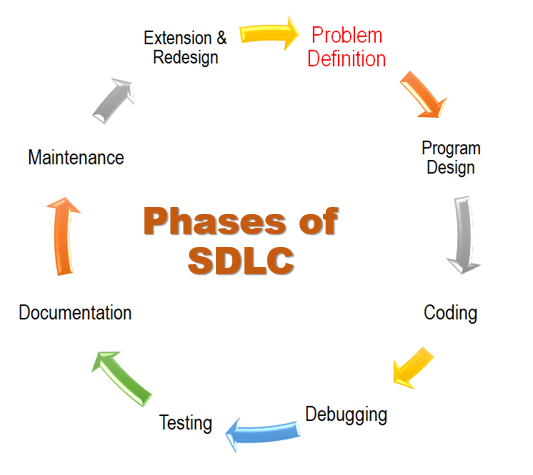 Extension &
Redesign
Problem
Definition
Program
Design
Maintenance
Phases of
SDLC
Documentation
Coding
Testing
Debugging